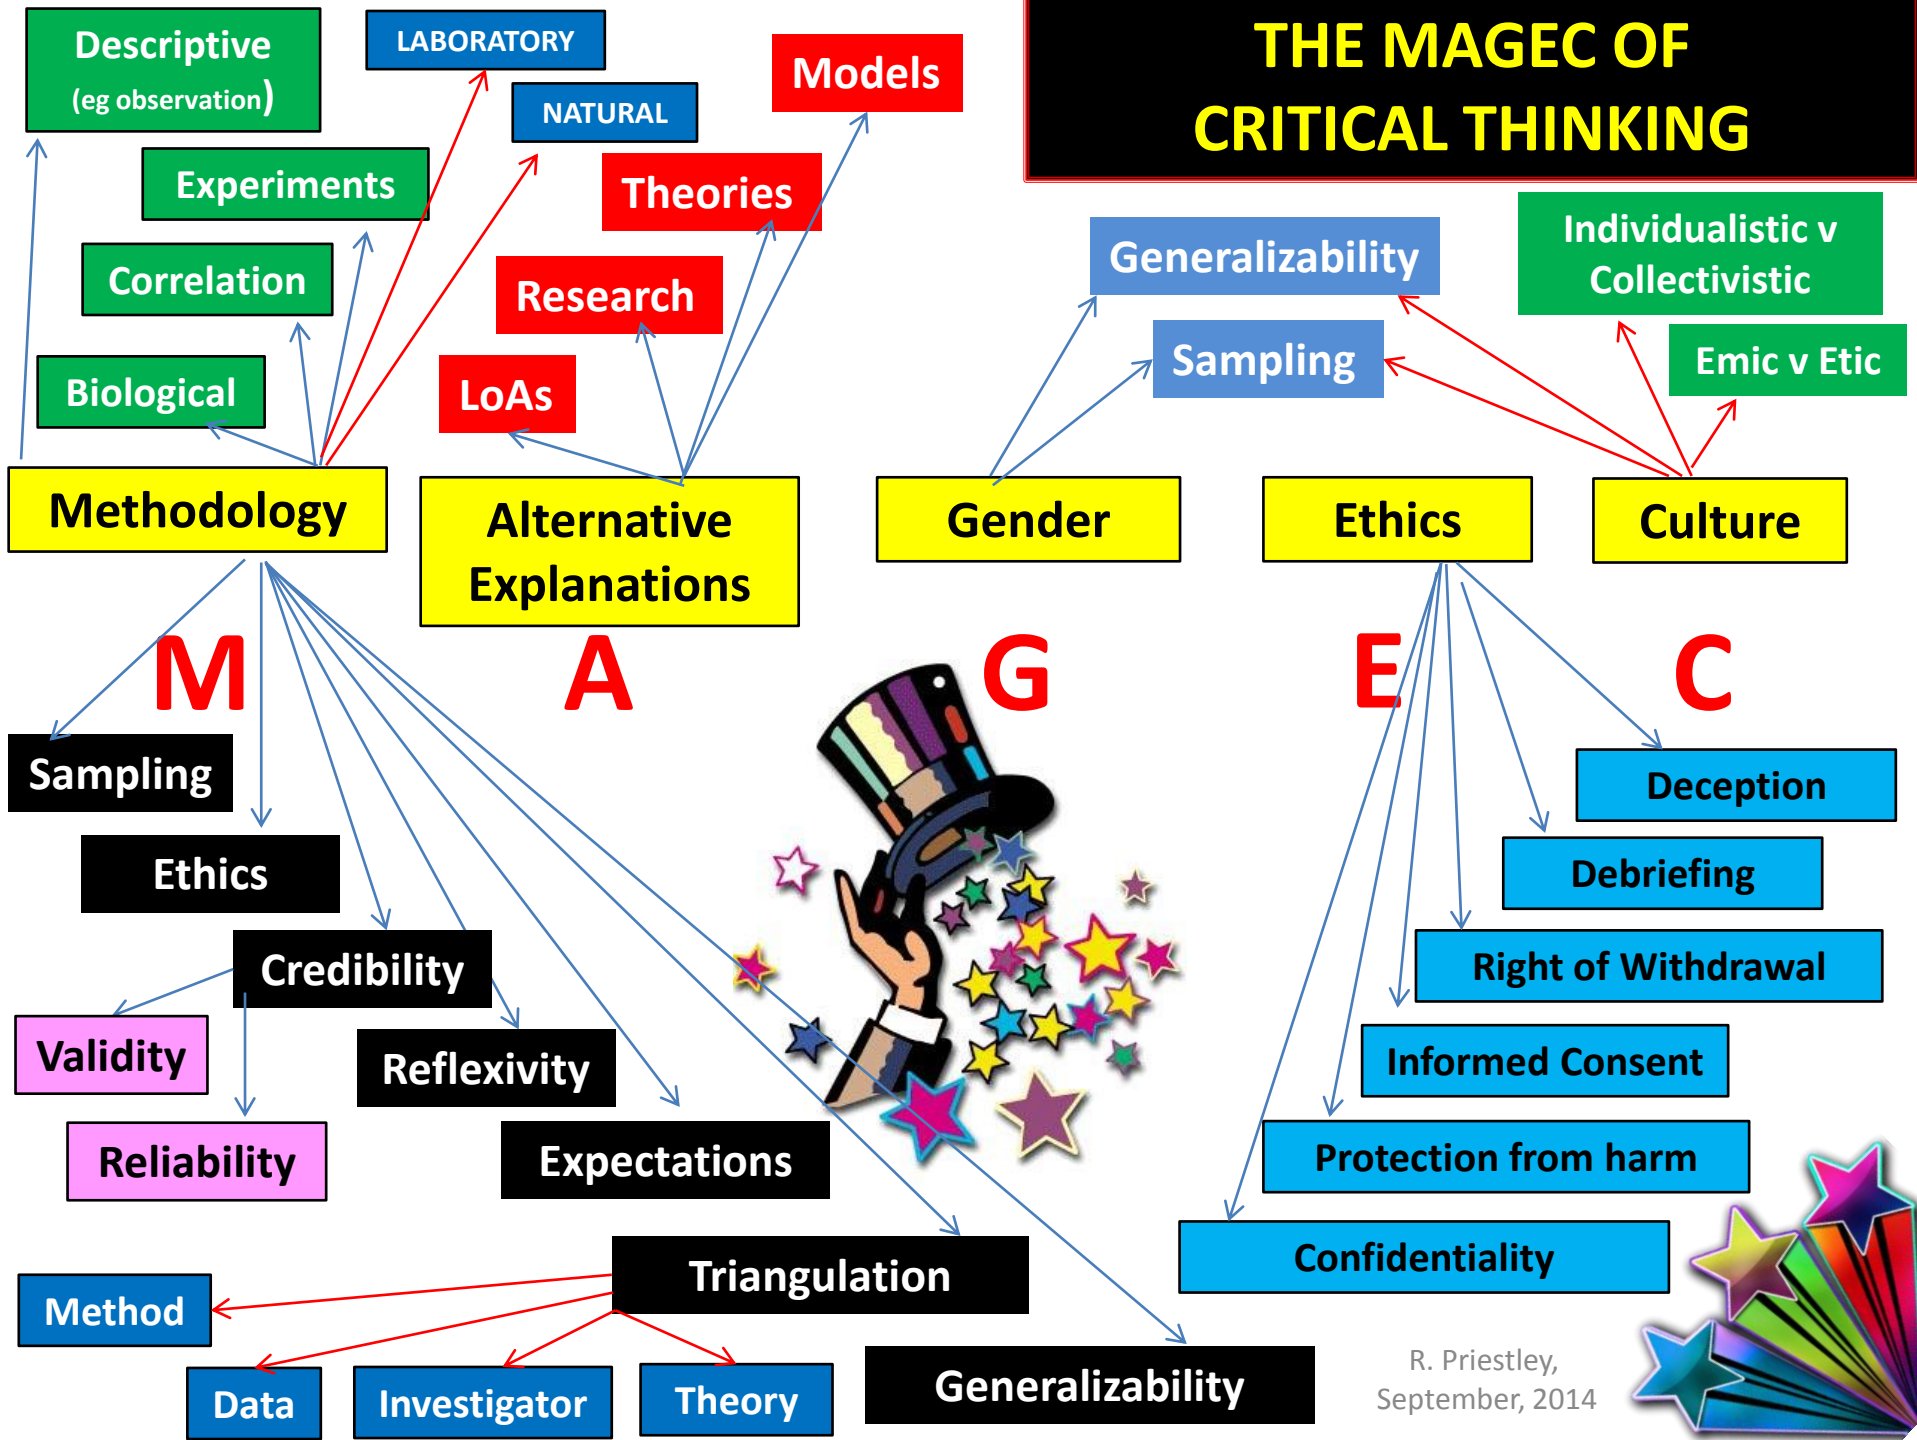 THE MAGEC OF
CRITICAL THINKING
Descriptive
(eg observation)
LABORATORY
NATURAL
Models
Experiments
Theories
Correlation
Research
Biological
LoAs
Generalizability
Sampling
Individualistic v
Collectivistic
Emic v Etic
Methodology
Alternative
Explanations
Gender
Ethics
Culture
M
A
G
E
C
Sampling
Ethics
Credibility
Validity
Reflexivity
Reliability
Expectations
Triangulation
Method
Data
Investigator
Theory
Generalizability
Deception
Debriefing
Right of Withdrawal
Informed Consent
Protection from harm
Confidentiality
R. Priestley,
September, 2014